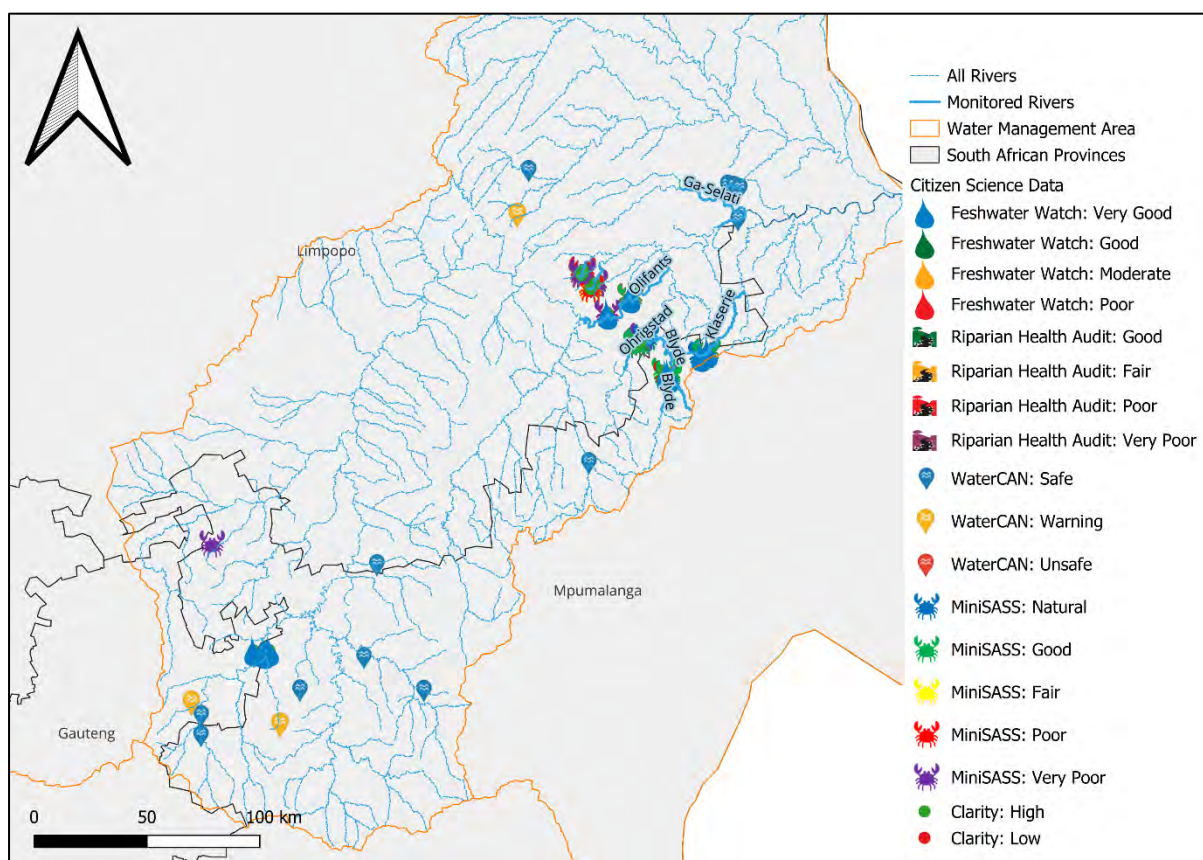 Limpopo
Ga-Selati
Olifants
Ohrigstad
Blyde
Klaserie
Blyde
Mpumalanga
Gauteng
0 50 100 km
All Rivers
Monitored Rivers
Water Management Area
South African Provinces
Citizen Science Data
Feshwater Watch: Very Good
Freshwater Watch: Good
Freshwater Watch: Moderate
Freshwater Watch: Poor
Riparian Health Audit: Good
Riparian Health Audit: Fair
Riparian Health Audit: Poor
Riparian Health Audit: Very Poor
WaterCAN: Safe
WaterCAN: Warning
WaterCAN: Unsafe
MiniSASS: Natural
MiniSASS: Good
MiniSASS: Fair
MiniSASS: Poor
MiniSASS: Very Poor
Clarity: High
Clarity: Low